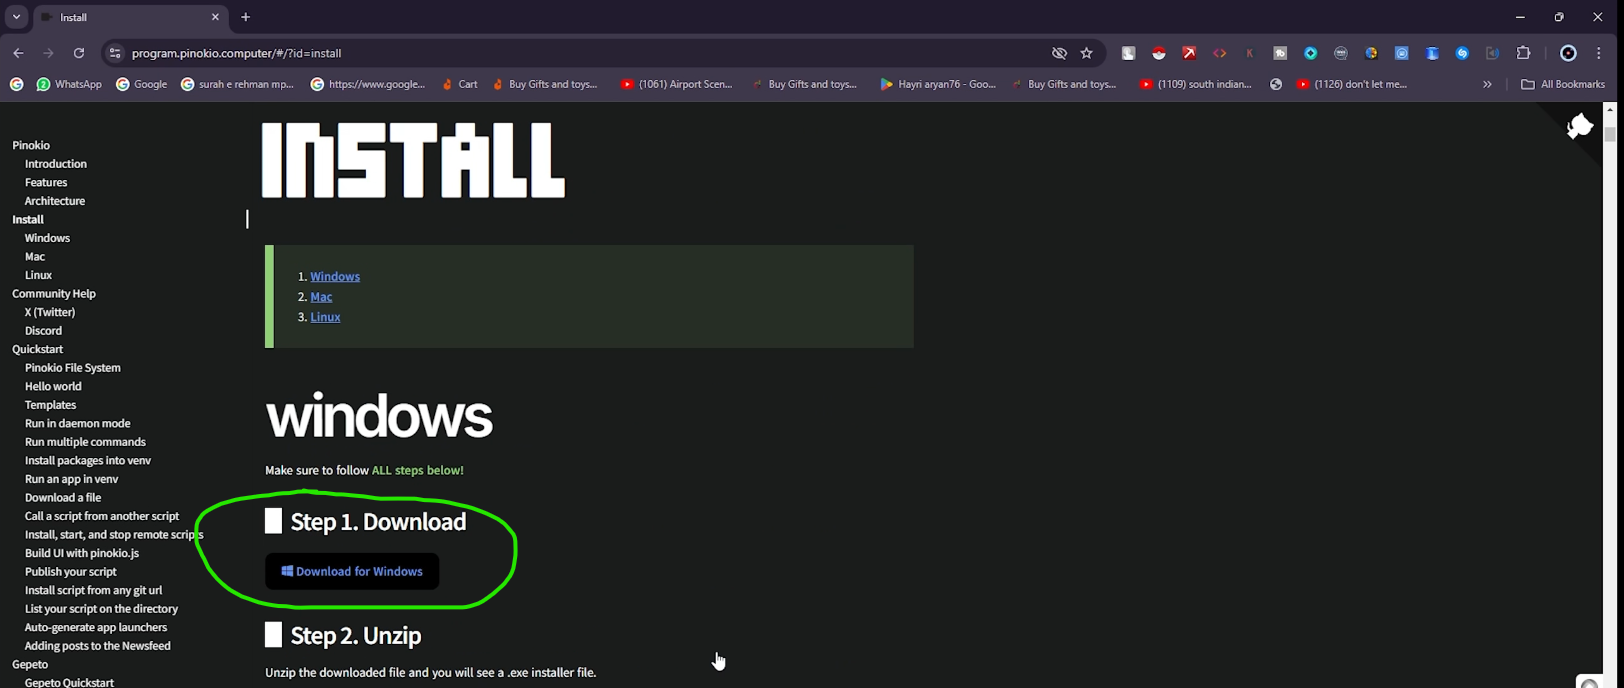 Install
program.pinokio.computer/#/?id=install
WhatsApp
Google
surah e rehman mp...
https://www.google...
Cart
Buy Gifts and toys...
(1061) Airport Scen...
Buy Gifts and toys...
Hayri aryan76 - Goo...
Buy Gifts and toys...
(1109) south indian...
(1126) don't let me...
All Bookmarks
Pinokio
Introduction
Features
Architecture
Install
Windows
Mac
Linux
Community Help
X (Twitter)
Discord
Quickstart
Pinokio File System
Hello world
Templates
Run in daemon mode
Run multiple commands
Install packages into venv
Run an app in venv
Download a file
Call a script from another script
Install, start, and stop remote scripts
Build UI with pinokio.js
Publish your script
Install script from any git url
List your script on the directory
Auto-generate app launchers
Adding posts to the Newsfeed
Gepeto
Gepeto Quickstart
INSTALL
1. Windows
2. Mac
3. Linux
windows
Make sure to follow ALL steps below!
Step 1. Download
Download for Windows
Step 2. Unzip
Unzip the downloaded file and you will see a .exe installer file.